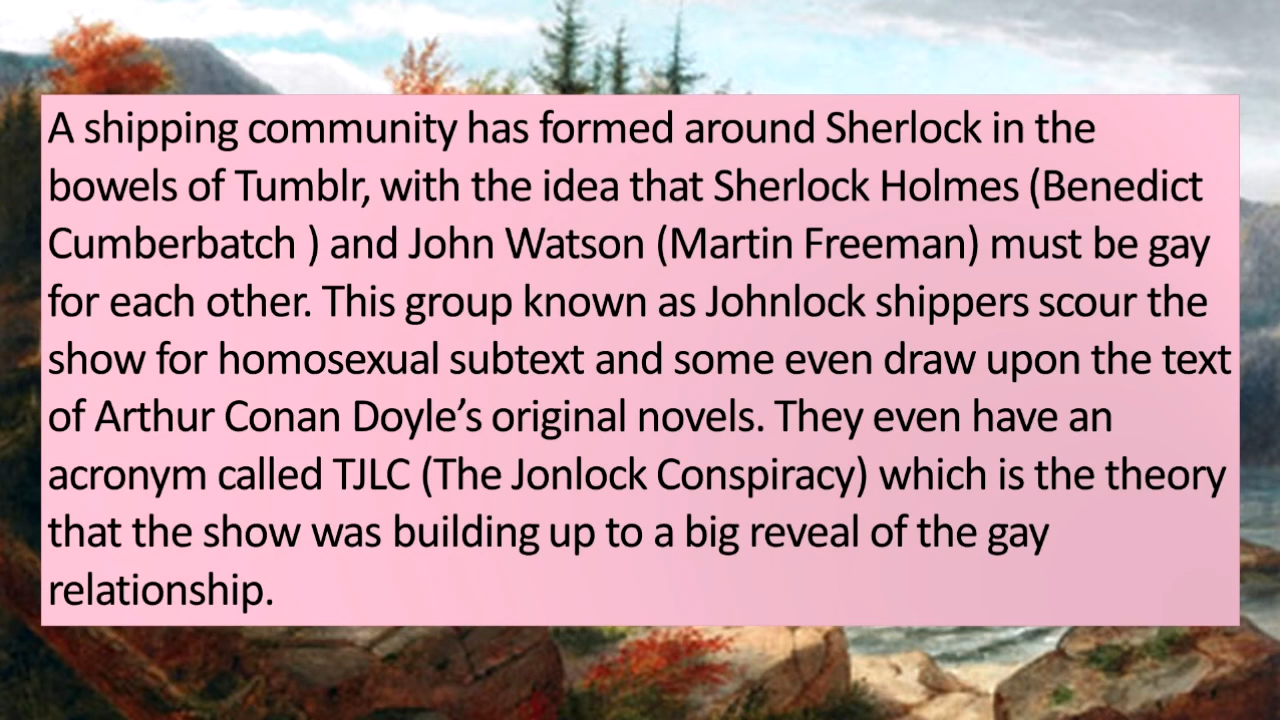 A shipping community has formed around Sherlock in the
bowels of Tumblr, with the idea that Sherlock Holmes (Benedict
Cumberbatch ) and John Watson (Martin Freeman) must be gay
for each other. This group known as Johnlock shippers scour the
show for homosexual subtext and some even draw upon the text
of Arthur Conan Doyle’s original novels. They even have an
acronym called TJLC (The Jonlock Conspiracy) which is the theory
that the show was building up to a big reveal of the gay
relationship.